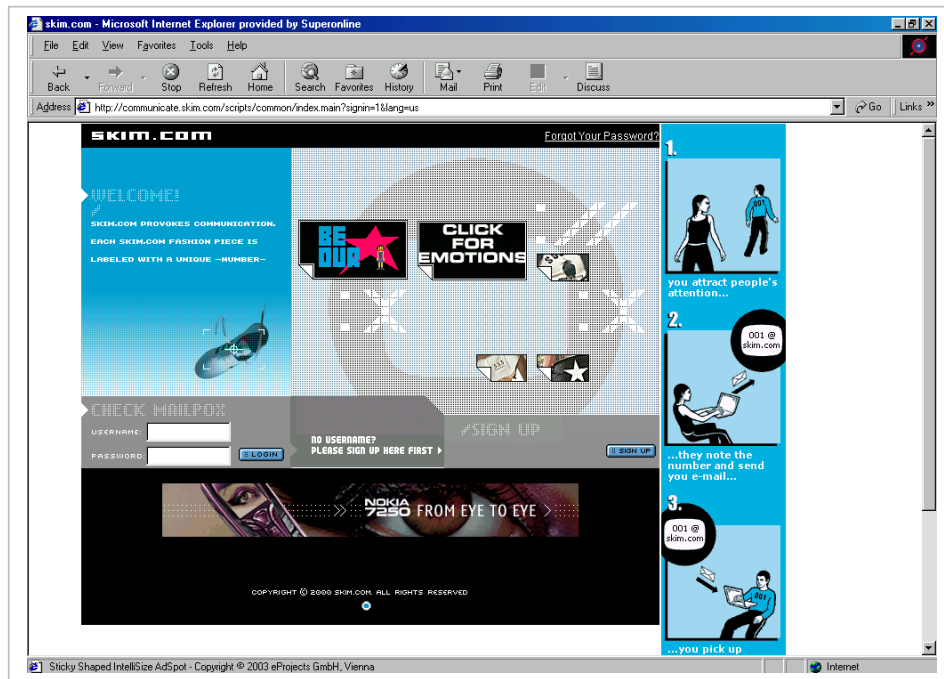 skim.com - Microsoft Internet Explorer provided by Superonline
File Edit View Favorites Tools Help
Back Forward Stop Refresh Home Search Favorites History Mail Print Edit Discuss
Address http://communicate.skim.com/scripts/common/index.main?signin=1&lang=us Go Links »
SKIM.COM
Forgot Your Password?
WELCOME!
SKIM.COM PROVOKES COMMUNICATION.
EACH SKIM.COM FASHION PIECE IS
LABELED WITH A UNIQUE -NUMBER-
BE
OUR
CLICK
FOR
EMOTIONS
CHECK MAILPOX
USERNAME:
PASSWORD:
LOGIN
NO USERNAME?
PLEASE SIGN UP HERE FIRST
/SIGN UP
SIGN UP
NOKIA
7250 FROM EYE TO EYE
COPYRIGHT © 2000 SKIM.COM. ALL RIGHTS RESERVED
1.
001
you attract people's
attention...
2.
001 @
skim.com
...they note the
number and send
you e-mail...
3.
001 @
skim.com
001
...you pick up
Sticky Shaped IntelliSize AdSpot - Copyright © 2003 eProjects GmbH, Vienna
Internet